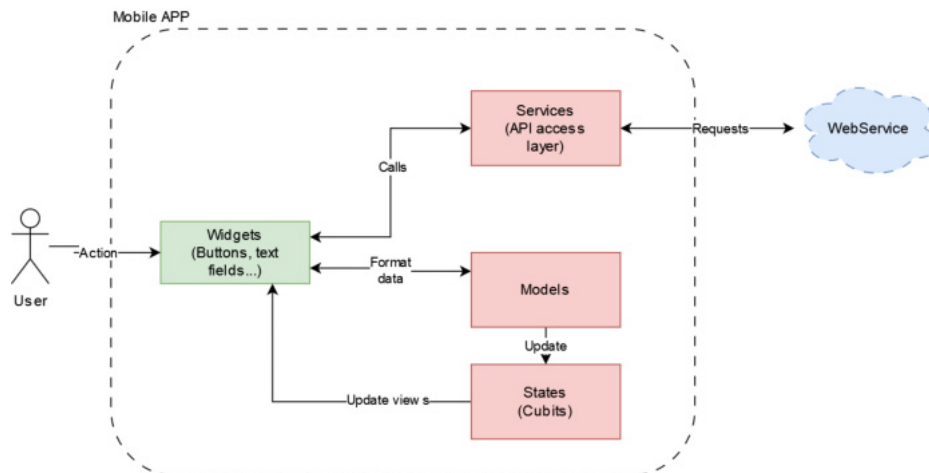 Mobile APP
Services
(API access
layer)
Requests
WebService
Calls
Widgets
(Buttons, text
fields...)
Action
User
Format
data
Models
Update
States
(Cubits)
Update views